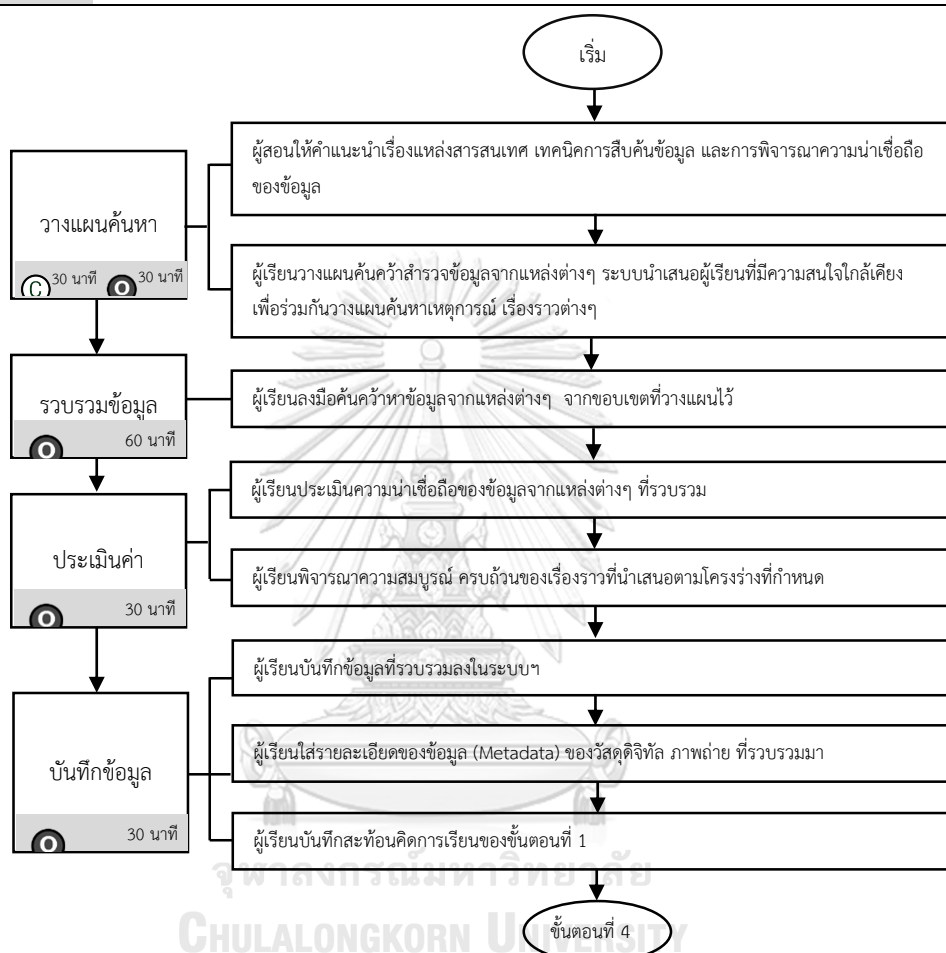 เริ่ม
ผู้สอนให้คำแนะนำเรื่องแหล่งสารสนเทศ เทคนิคการสืบค้นข้อมูล และการพิจารณาความน่าเชื่อถือ
ของข้อมูล
วางแผนค้นหา
C 30 นาที O 30 นาที
ผู้เรียนวางแผนค้นคว้าสำรวจข้อมูลจากแหล่งต่างๆ ระบบนำเสนอผู้เรียนที่มีความสนใจใกล้เคียง
เพื่อร่วมกันวางแผนค้นหาเหตุการณ์ เรื่องราวต่างๆ
รวบรวมข้อมูล
O 60 นาที
ผู้เรียนลงมือค้นคว้าหาข้อมูลจากแหล่งต่างๆ จากขอบเขตที่วางแผนไว้
ประเมินค่า
O 30 นาที
ผู้เรียนประเมินความน่าเชื่อถือของข้อมูลจากแหล่งต่างๆ ที่รวบรวม
ผู้เรียนพิจารณาความสมบูรณ์ ครบถ้วนของเรื่องราวที่นำเสนอตามโครงร่างที่กำหนด
บันทึกข้อมูล
O 30 นาที
ผู้เรียนบันทึกข้อมูลที่รวบรวมลงในระบบฯ
ผู้เรียนใส่รายละเอียดของข้อมูล (Metadata) ของวัสดุดิจิทัล ภาพถ่าย ที่รวบรวมมา
ผู้เรียนบันทึกสะท้อนคิดการเรียนของขั้นตอนที่ 1
จุฬาลงกรณ์มหาวิทยาลัย
CHULALONGKORN UNIVERSITY
ขั้นตอนที่ 4